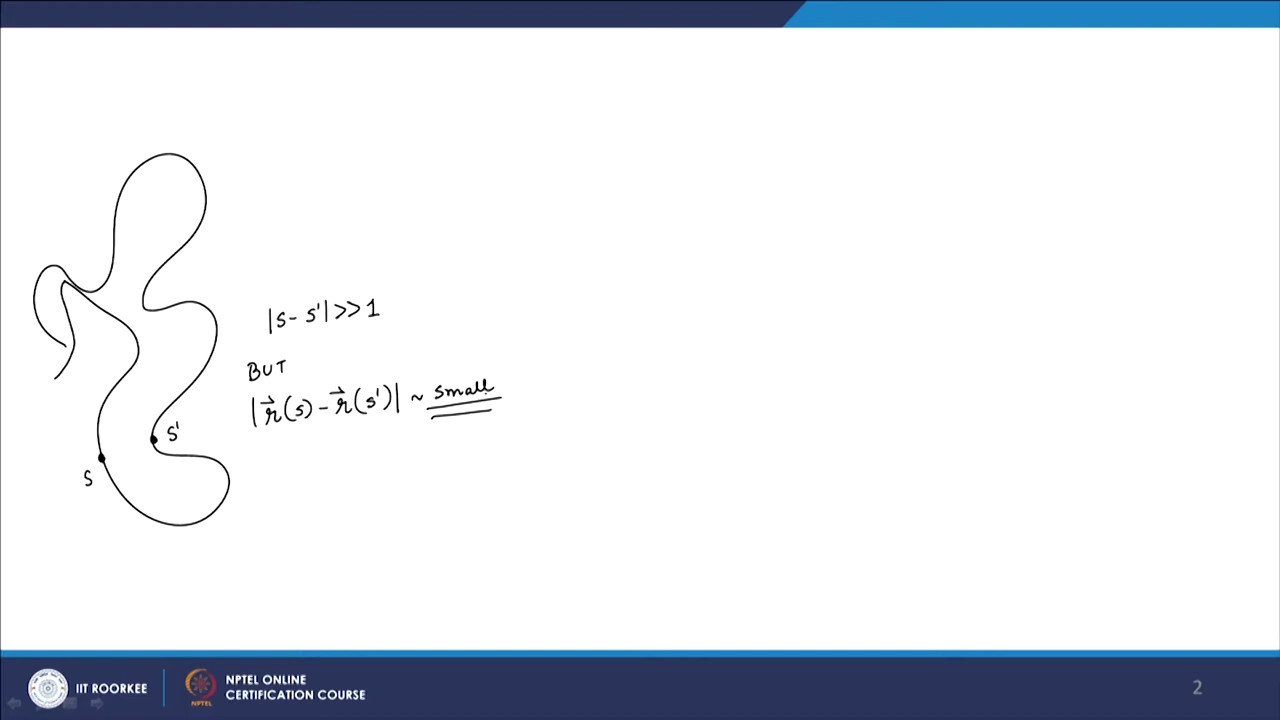 |s - s'| >> 1
BUT
|r⃗(s) - r⃗(s')| ~ small
s'
s
IIT ROORKEE
NPTEL
NPTEL ONLINE
CERTIFICATION COURSE
2